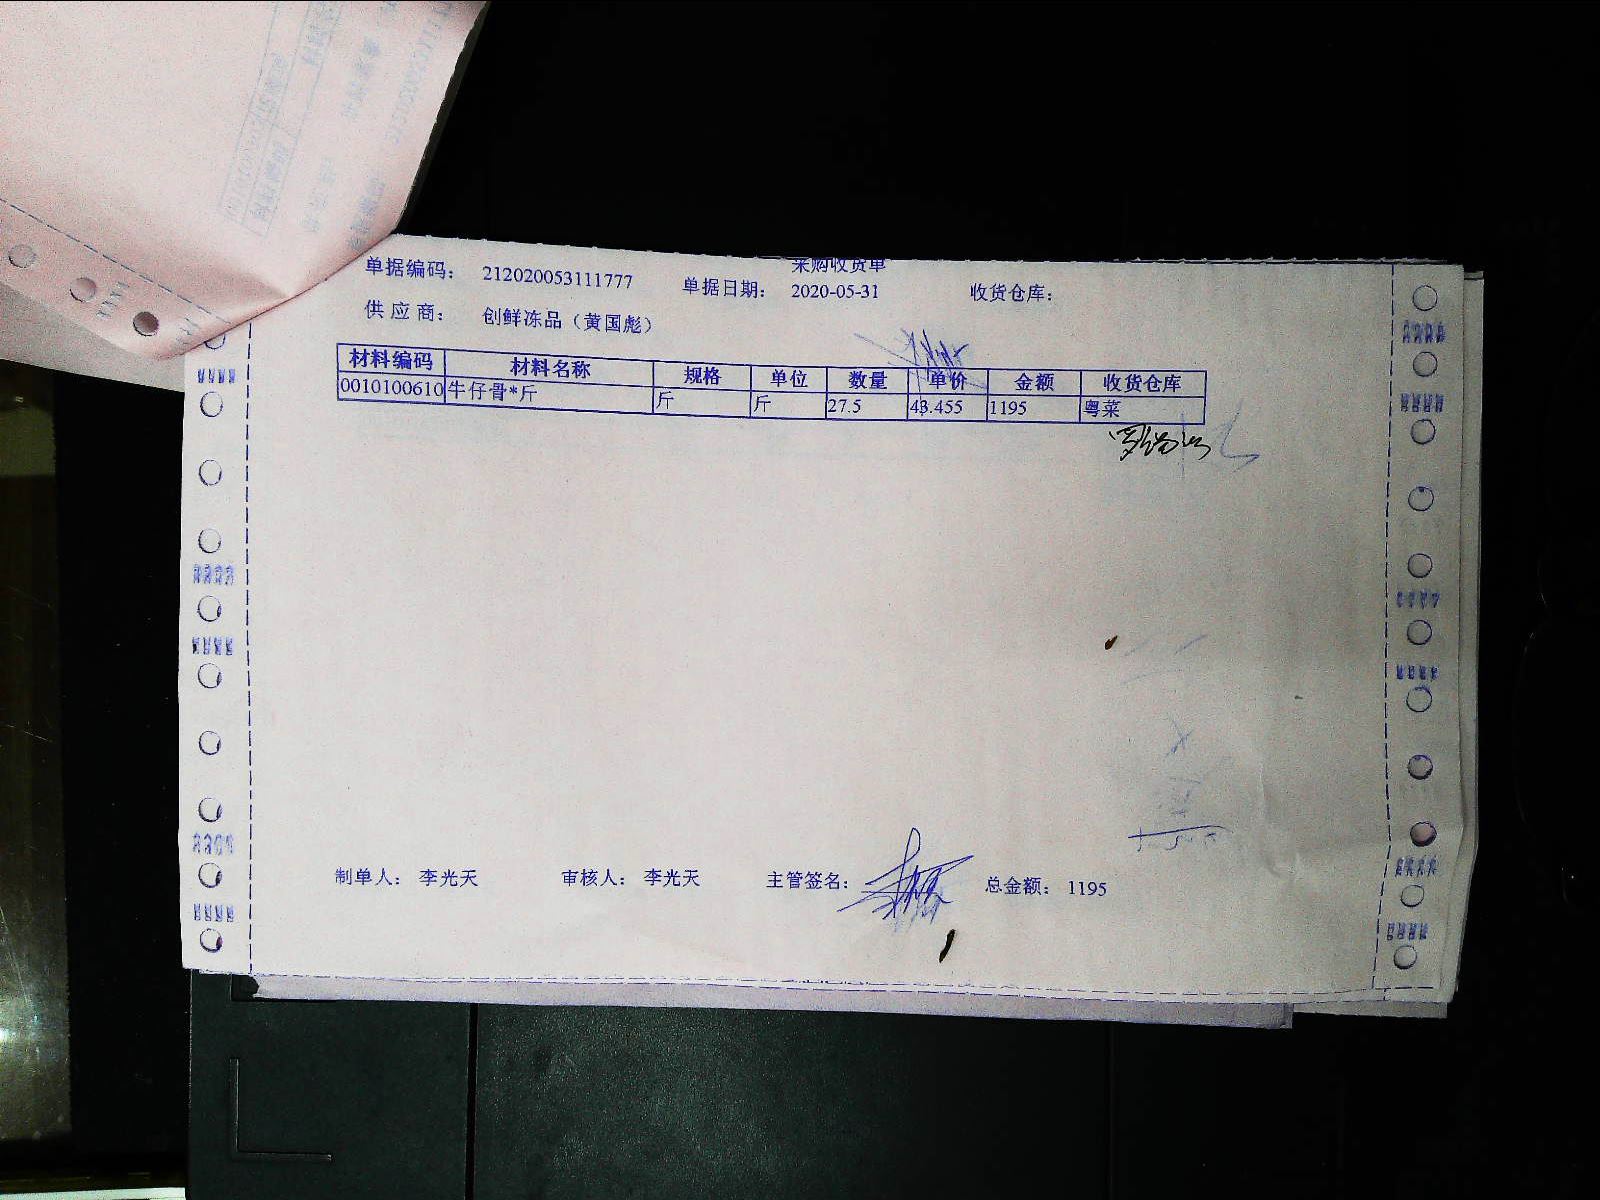 采购收货单
单据编码： 212020053111777 单据日期： 2020-05-31 收货仓库：
供 应 商： 创鲜冻品（黄国彪）
材料编码 材料名称 规格 单位 数量 单价 金额 收货仓库
0010100610 牛仔骨*斤 斤 斤 27.5 43.455 1195 粤菜
制单人： 李光天 审核人： 李光天 主管签名： 总金额： 1195